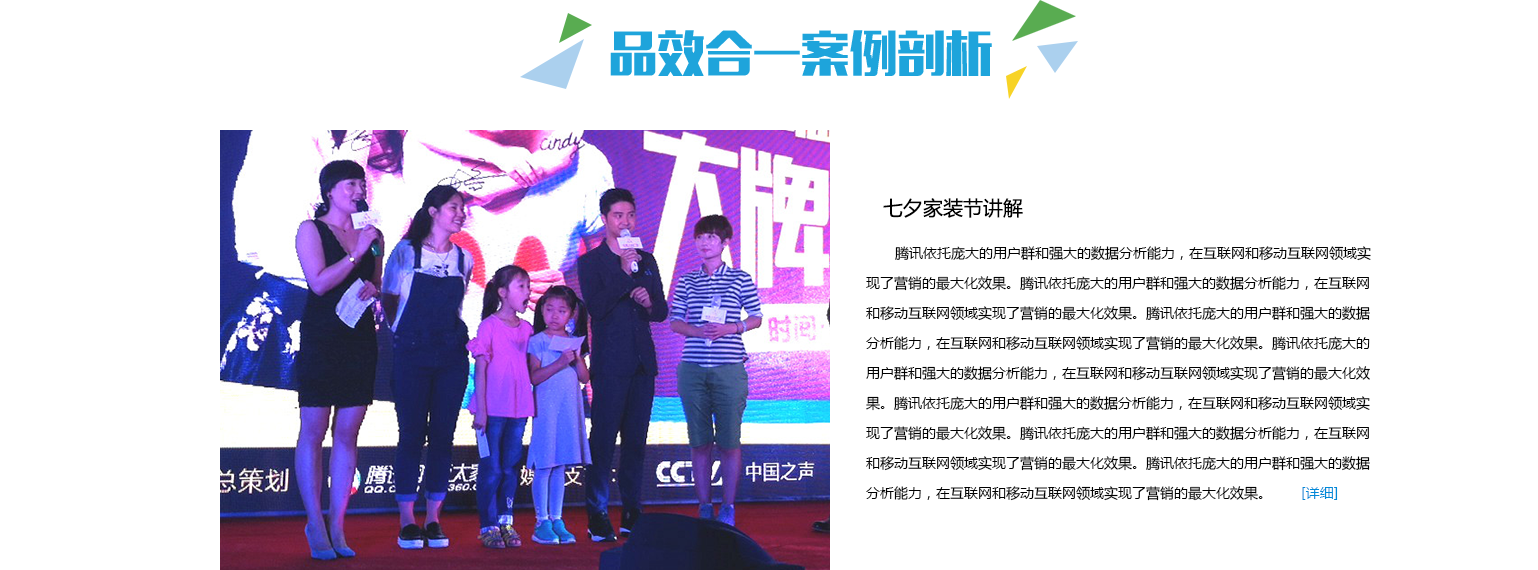 品效合一案例剖析
cindy
大牌
时间
总策划
腾讯
太家
QQ.C
360.C
支
CCTV
中国之声
七夕家装节讲解
腾讯依托庞大的用户群和强大的数据分析能力，在互联网和移动互联网领域实
现了营销的最大化效果。腾讯依托庞大的用户群和强大的数据分析能力，在互联网
和移动互联网领域实现了营销的最大化效果。腾讯依托庞大的用户群和强大的数据
分析能力，在互联网和移动互联网领域实现了营销的最大化效果。腾讯依托庞大的
用户群和强大的数据分析能力，在互联网和移动互联网领域实现了营销的最大化效
果。腾讯依托庞大的用户群和强大的数据分析能力，在互联网和移动互联网领域实
现了营销的最大化效果。腾讯依托庞大的用户群和强大的数据分析能力，在互联网
和移动互联网领域实现了营销的最大化效果。腾讯依托庞大的用户群和强大的数据
分析能力，在互联网和移动互联网领域实现了营销的最大化效果。 [详细]